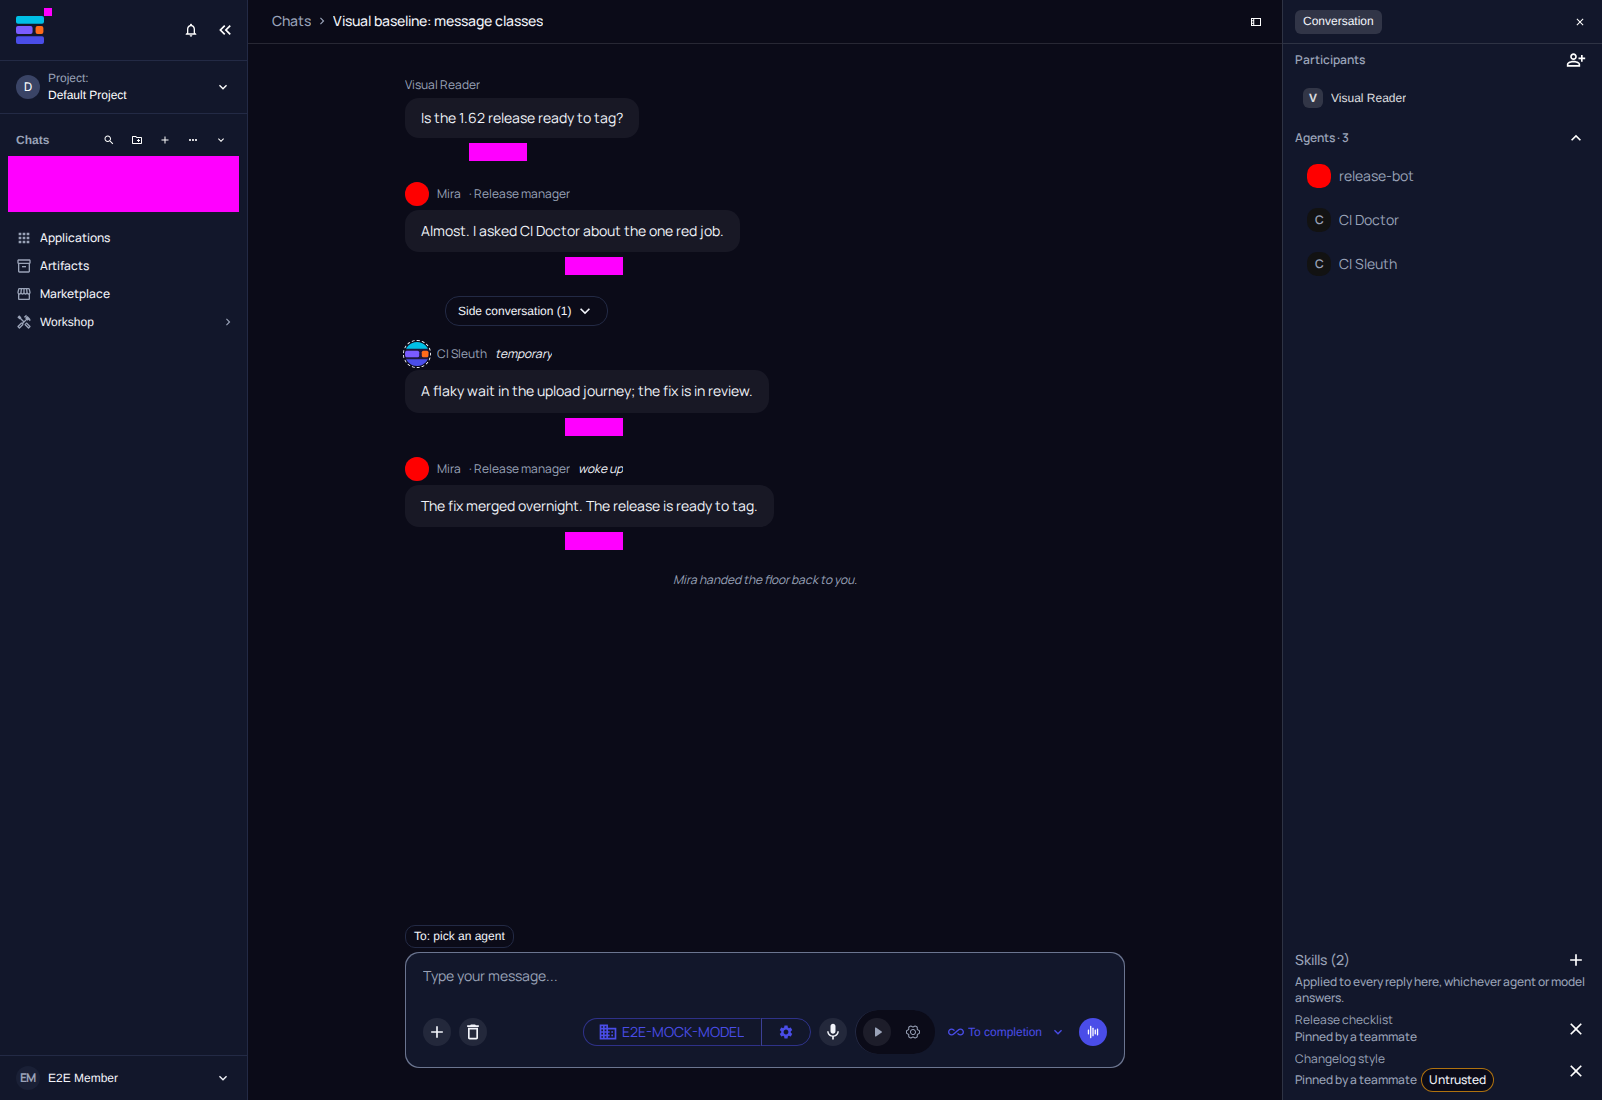 Project:
D
Default Project
Chats
Applications
Artifacts
Marketplace
Workshop
EM
E2E Member
Chats > Visual baseline: message classes
Visual Reader
Is the 1.62 release ready to tag?
Mira · Release manager
Almost. I asked CI Doctor about the one red job.
Side conversation (1)
CI Sleuth temporary
A flaky wait in the upload journey; the fix is in review.
Mira · Release manager woke up
The fix merged overnight. The release is ready to tag.
Mira handed the floor back to you.
To: pick an agent
Type your message...
E2E-MOCK-MODEL
To completion
Conversation
Participants
V Visual Reader
Agents · 3
release-bot
C CI Doctor
C CI Sleuth
Skills (2)
Applied to every reply here, whichever agent or model
answers.
Release checklist
Pinned by a teammate
Changelog style
Pinned by a teammate Untrusted